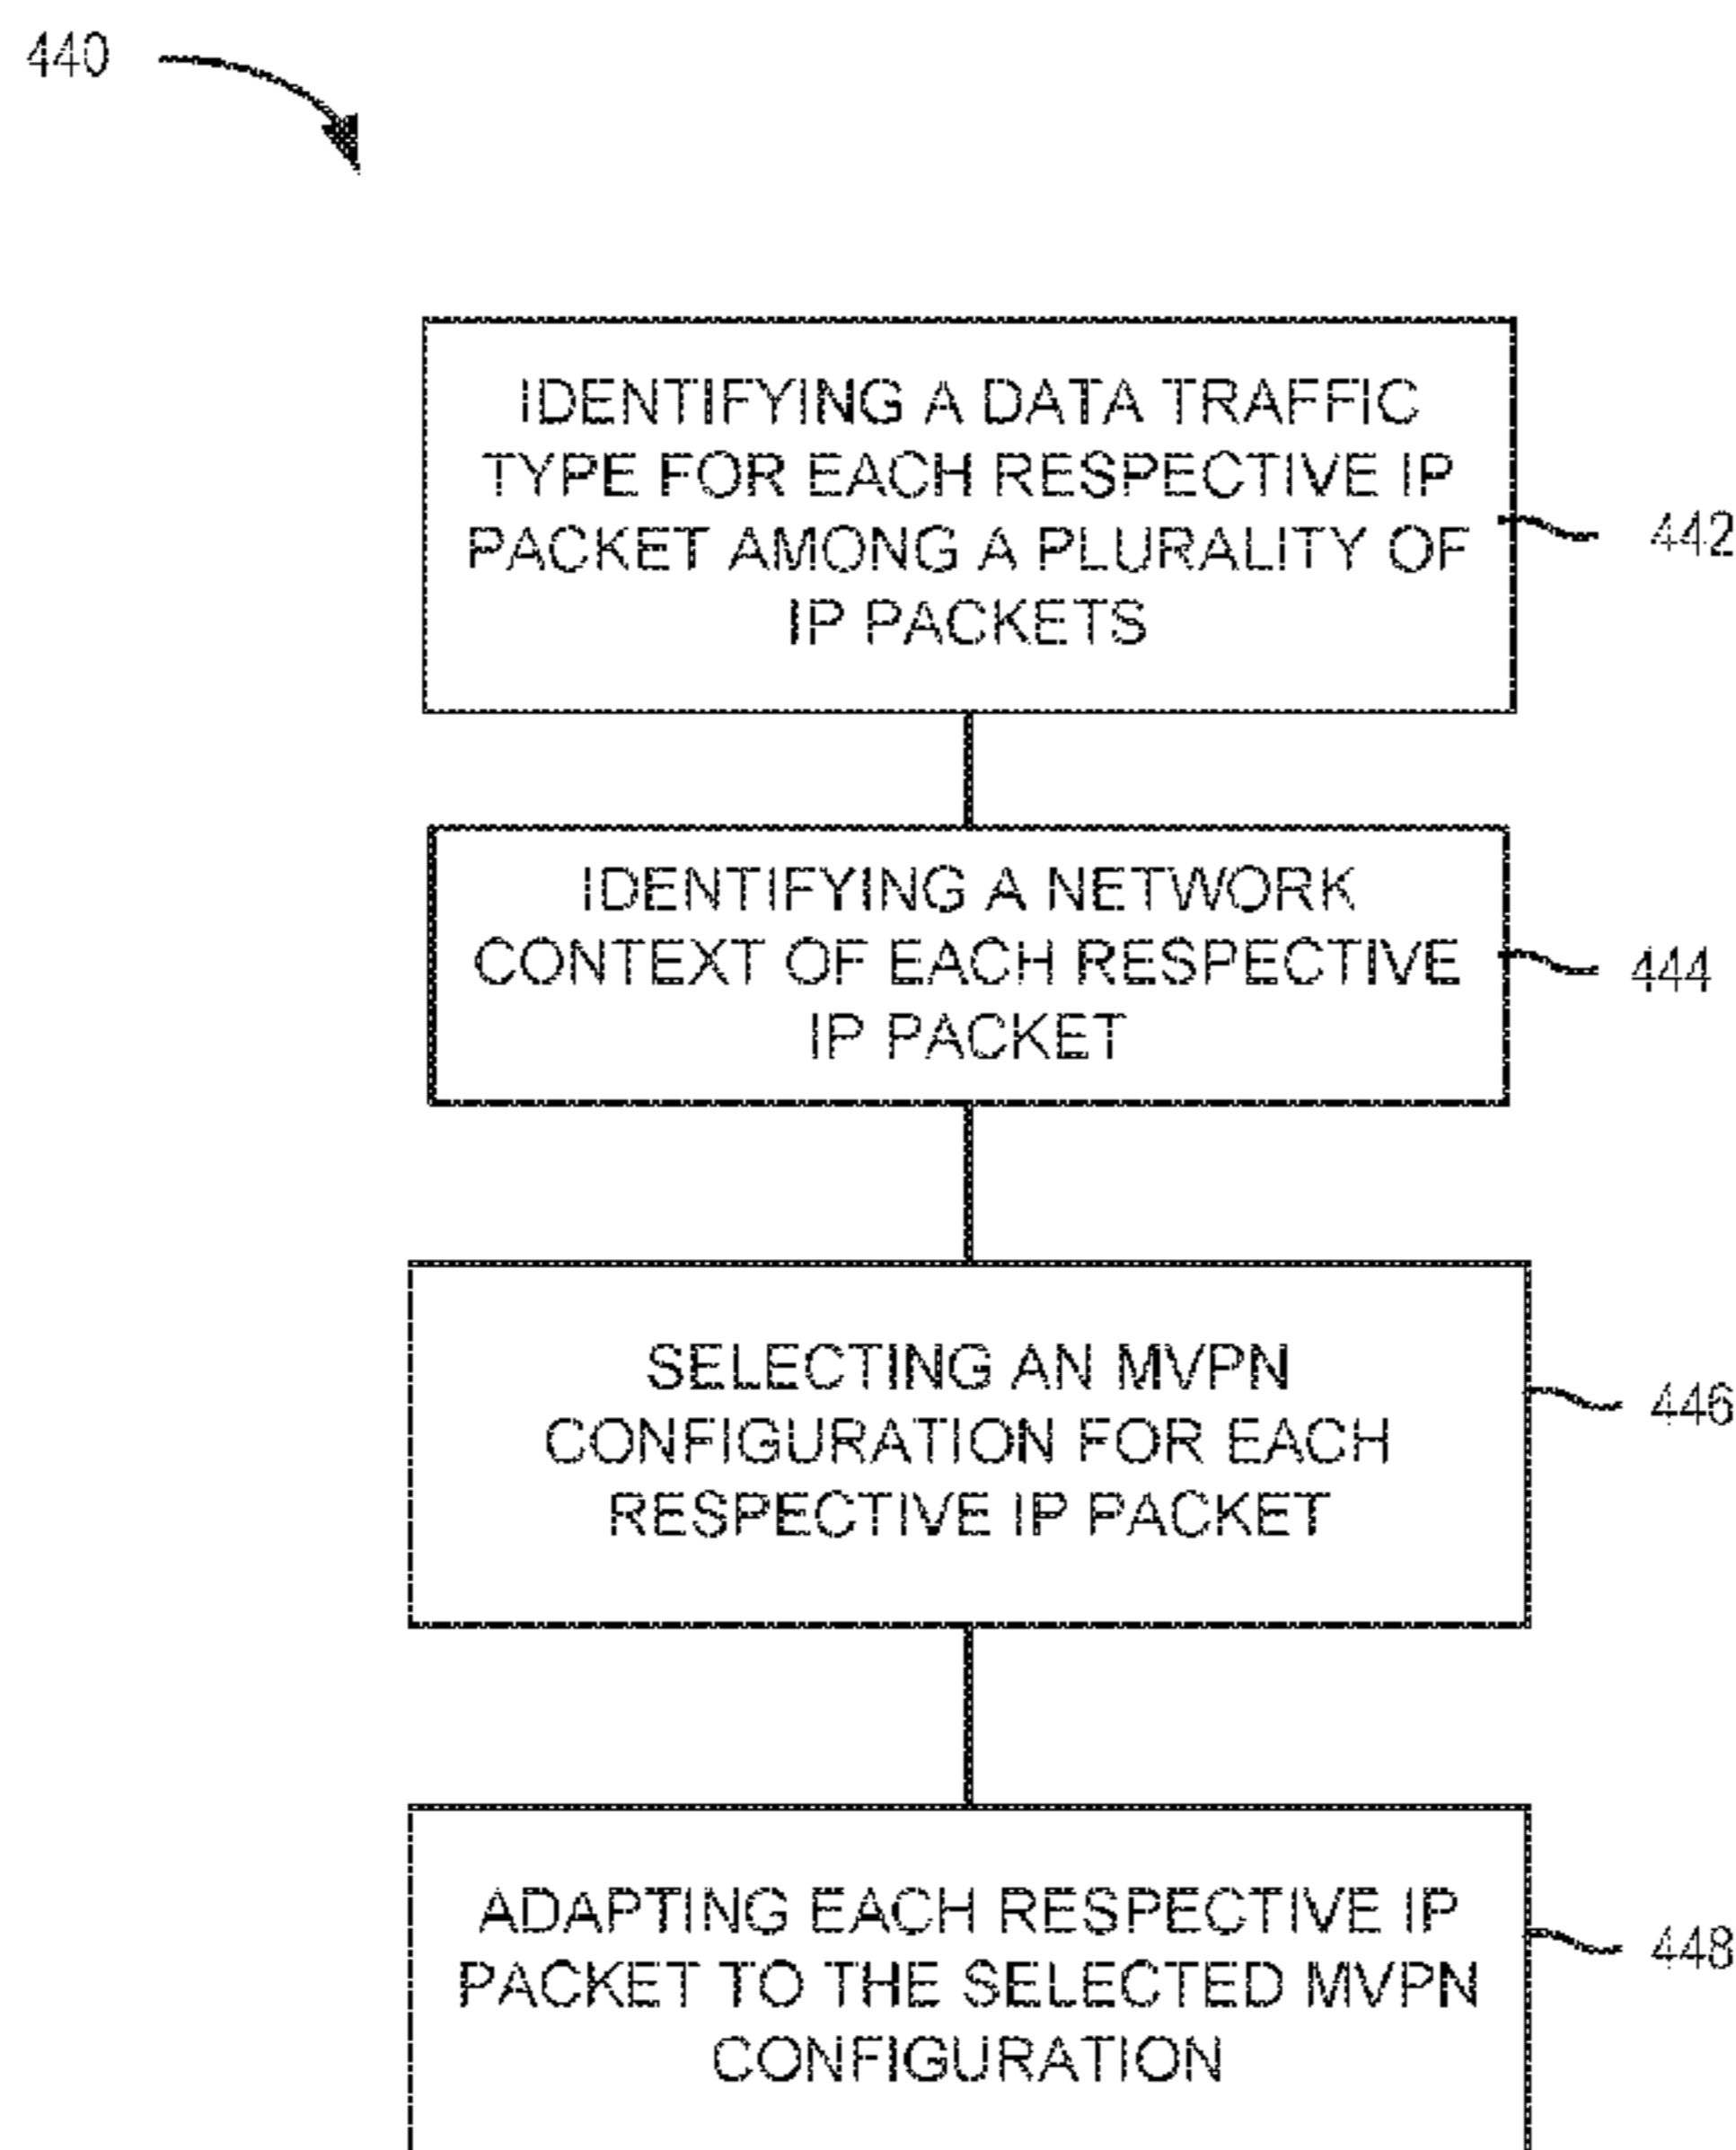 440
IDENTIFYING A DATA TRAFFIC
TYPE FOR EACH RESPECTIVE IP
PACKET AMONG A PLURALITY OF
IP PACKETS
442
IDENTIFYING A NETWORK
CONTEXT OF EACH RESPECTIVE
IP PACKET
444
SELECTING AN MVPN
CONFIGURATION FOR EACH
RESPECTIVE IP PACKET
446
ADAPTING EACH RESPECTIVE IP
PACKET TO THE SELECTED MVPN
CONFIGURATION
448